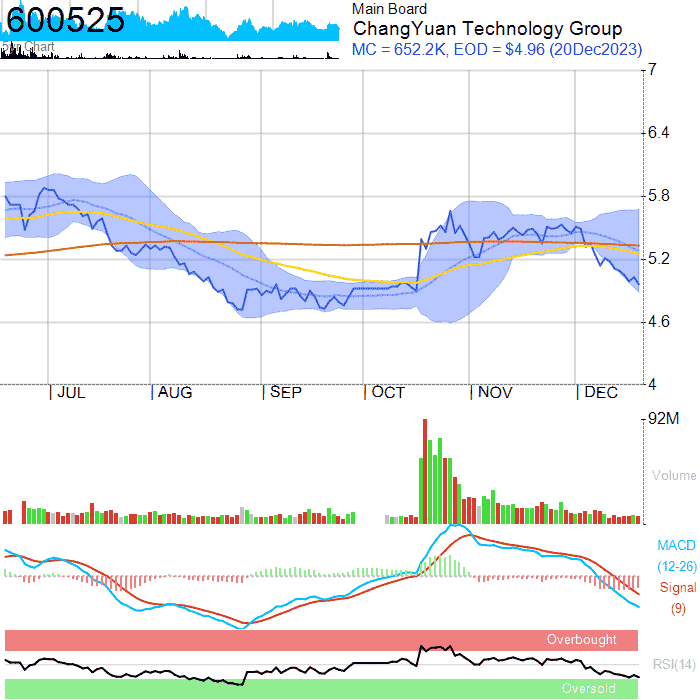 600525
5yr Chart
Main Board
ChangYuan Technology Group
MC = 652.2K, EOD = $4.96 (20Dec2023)
7
6.4
5.8
5.2
4.6
4
JUL
AUG
SEP
OCT
NOV
DEC
92M
Volume
MACD
(12-26)
Signal
(9)
Overbought
RSI(14)
Oversold